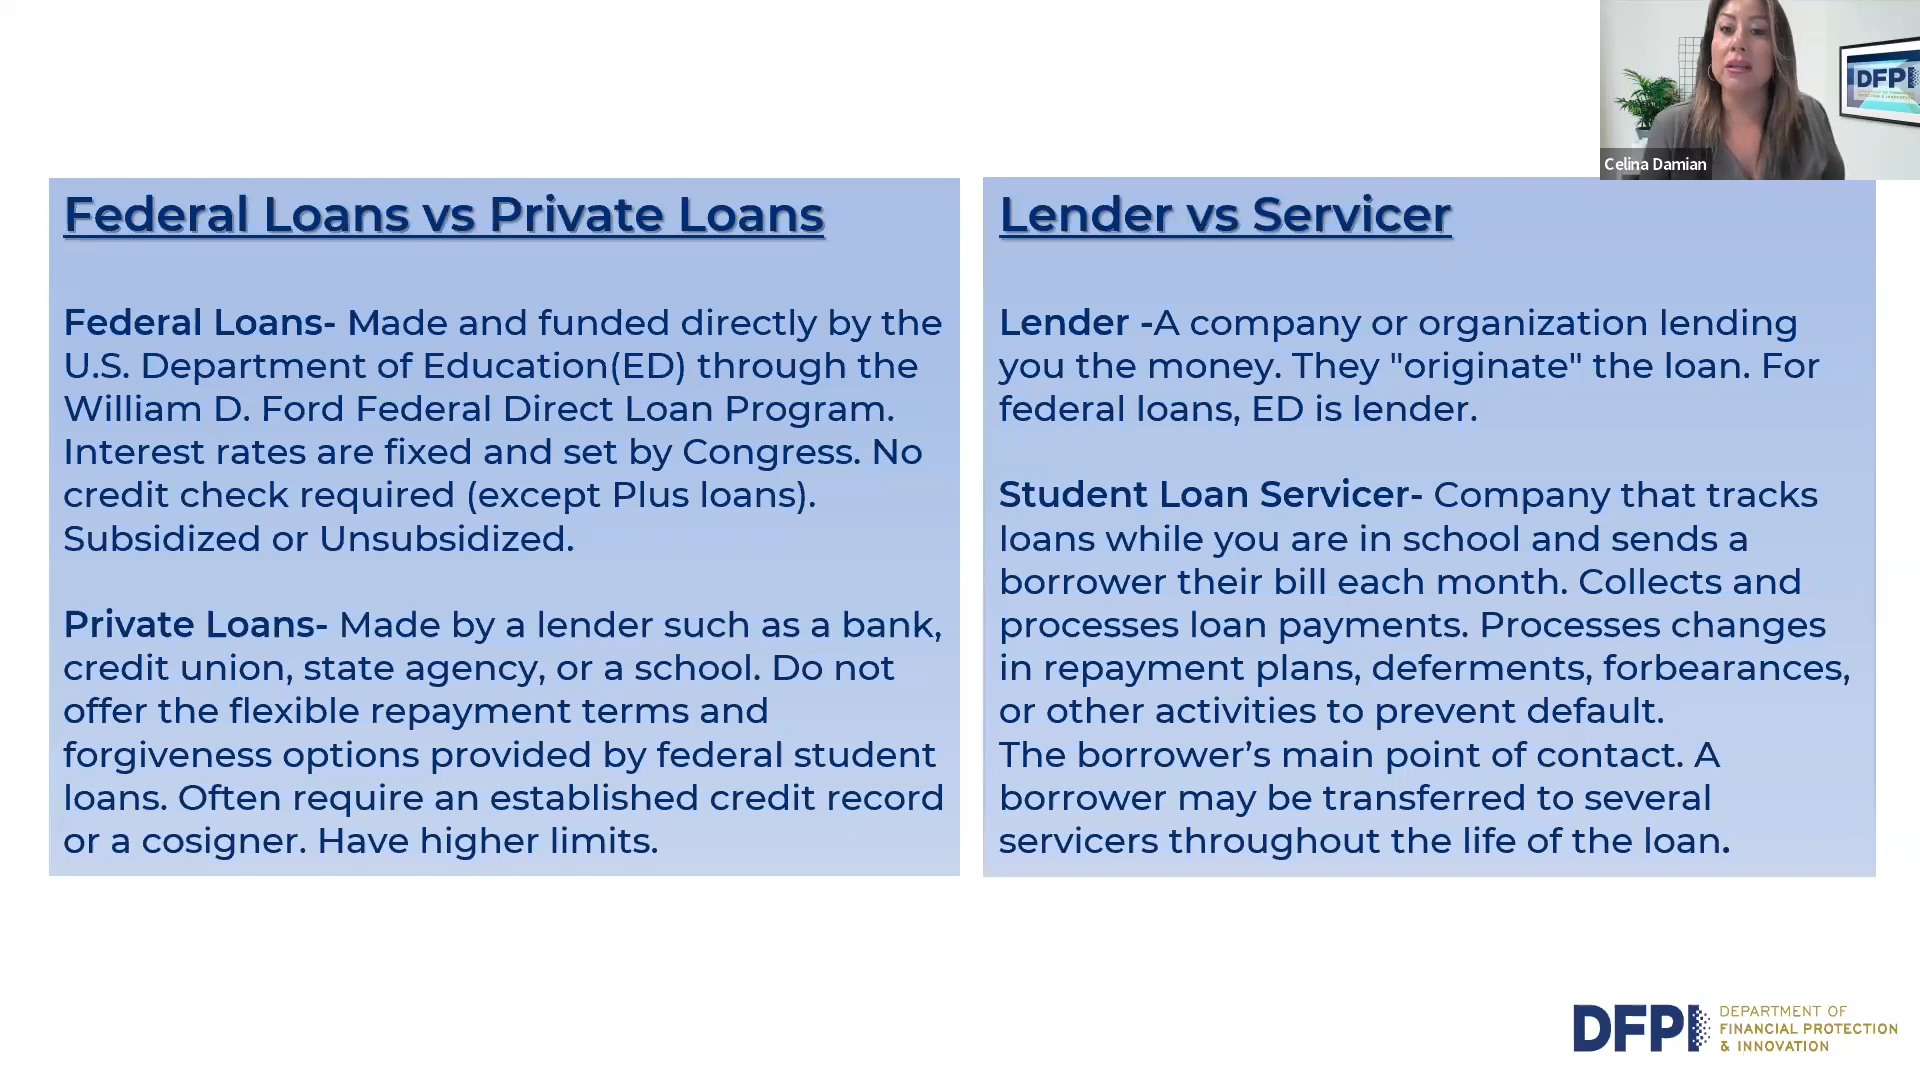 DFPI
Celina Damian
Federal Loans vs Private Loans
Federal Loans- Made and funded directly by the
U.S. Department of Education(ED) through the
William D. Ford Federal Direct Loan Program.
Interest rates are fixed and set by Congress. No
credit check required (except Plus loans).
Subsidized or Unsubsidized.
Private Loans- Made by a lender such as a bank,
credit union, state agency, or a school. Do not
offer the flexible repayment terms and
forgiveness options provided by federal student
loans. Often require an established credit record
or a cosigner. Have higher limits.
Lender vs Servicer
Lender -A company or organization lending
you the money. They "originate" the loan. For
federal loans, ED is lender.
Student Loan Servicer- Company that tracks
loans while you are in school and sends a
borrower their bill each month. Collects and
processes loan payments. Processes changes
in repayment plans, deferments, forbearances,
or other activities to prevent default.
The borrower’s main point of contact. A
borrower may be transferred to several
servicers throughout the life of the loan.
DFPI
DEPARTMENT OF
FINANCIAL PROTECTION
& INNOVATION